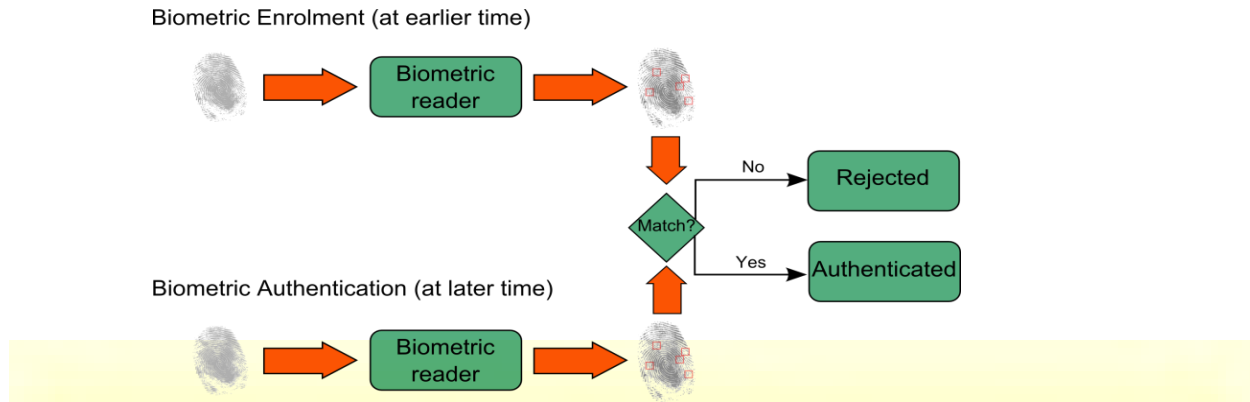 Biometric Enrolment (at earlier time)
Biometric
reader
No
Rejected
Match?
Yes
Authenticated
Biometric Authentication (at later time)
Biometric
reader